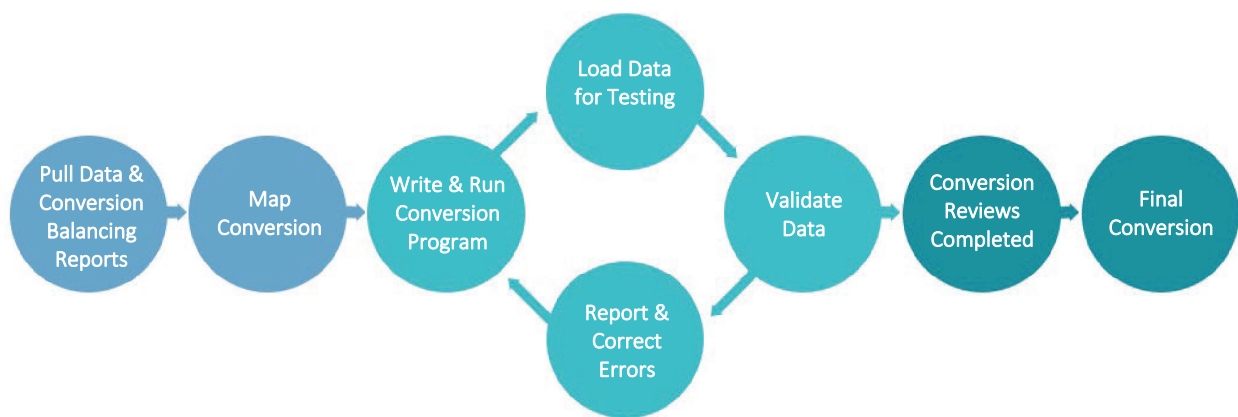 Pull Data &
Conversion
Balancing
Reports
Map
Conversion
Write & Run
Conversion
Program
Load Data
for Testing
Validate
Data
Report &
Correct
Errors
Conversion
Reviews
Completed
Final
Conversion